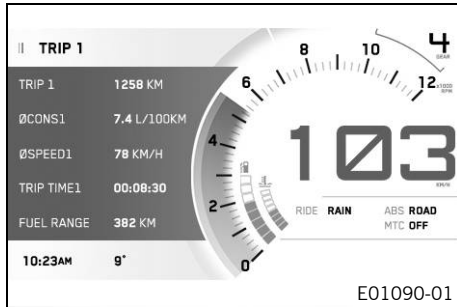 TRIP 1
TRIP 1 1258 KM
ØCONS1 7.4 L/100KM
ØSPEED1 78 KM/H
TRIP TIME1 00:08:30
FUEL RANGE 382 KM
10:23AM 9°
0
2
4
6
8
10
12 x1000
RPM
4
GEAR
103
KM/H
RIDE RAIN ABS ROAD
MTC OFF
E01090-01